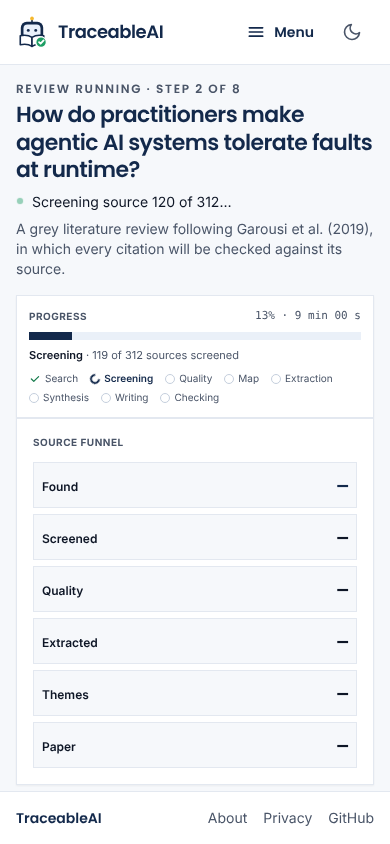 TraceableAI
Menu
REVIEW RUNNING · STEP 2 OF 8
How do practitioners make
agentic AI systems tolerate faults
at runtime?
Screening source 120 of 312…
A grey literature review following Garousi et al. (2019),
in which every citation will be checked against its
source.
PROGRESS
13% · 9 min 00 s
Screening · 119 of 312 sources screened
Search Screening Quality Map Extraction
Synthesis Writing Checking
SOURCE FUNNEL
Found —
Screened —
Quality —
Extracted —
Themes —
Paper —
TraceableAI
About Privacy GitHub